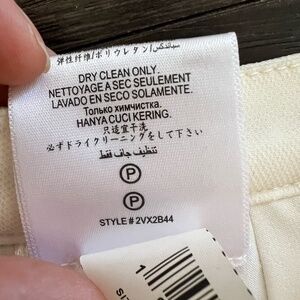 弹性纤维/ポリウレタン/سباندكس
DRY CLEAN ONLY.
NETTOYAGE A SEC SEULEMENT
LAVADO EN SECO SOLAMENTE.
Только химчистка.
HANYA CUCI KERING.
只适宜干洗
必ずドライクリーニングをして下さい
تنظيف جاف فقط
P
P
STYLE # 2VX2B44